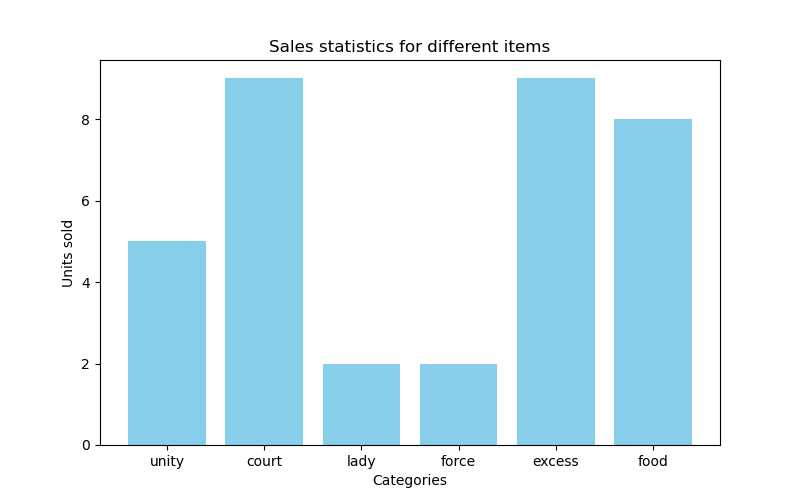 Sales statistics for different items
Units sold
8
6
4
2
0
unity court lady force excess food
Categories